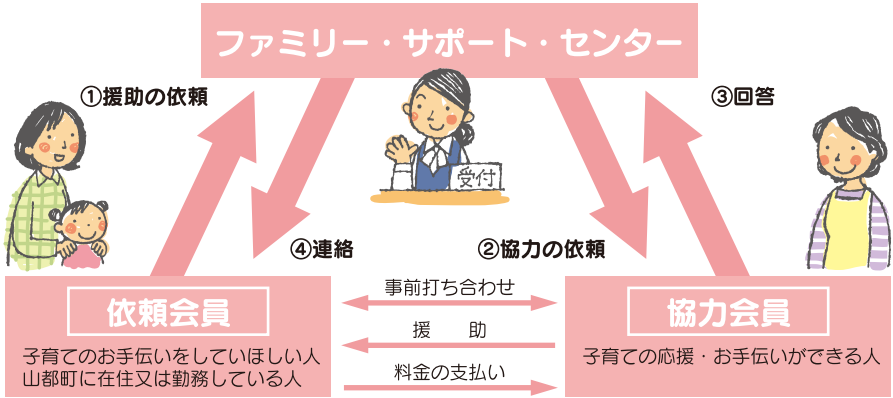 ファミリー・サポート・センター
①援助の依頼
③回答
受付
④連絡
②協力の依頼
事前打ち合わせ
援　助
料金の支払い
依頼会員
子育てのお手伝いをしていほしい人
山都町に在住又は勤務している人
協力会員
子育ての応援・お手伝いができる人